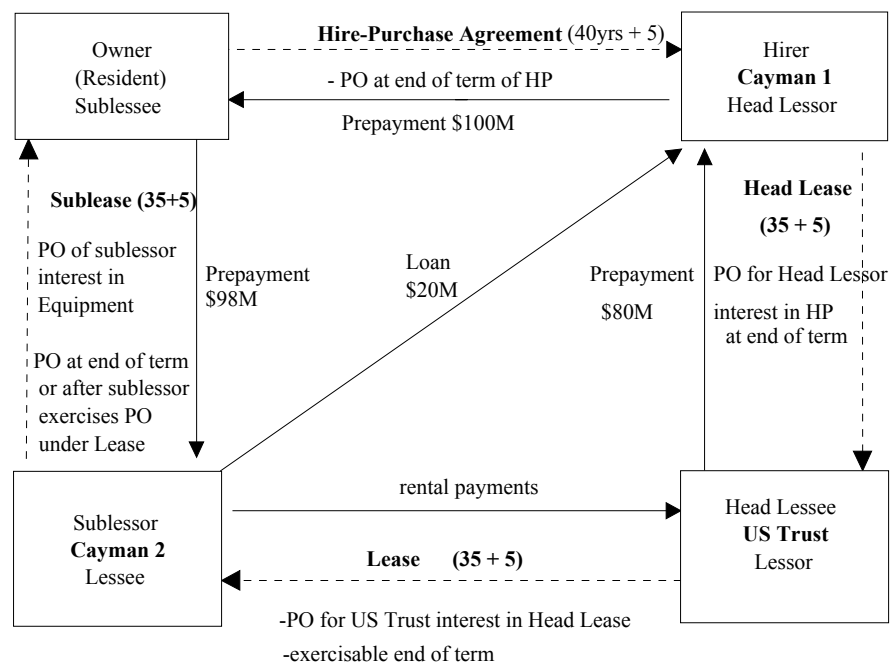 Owner
(Resident)
Sublessee
Hire-Purchase Agreement (40yrs + 5)
- PO at end of term of HP
Prepayment $100M
Hirer
Cayman 1
Head Lessor
Sublease (35+5)
PO of sublessor
interest in
Equipment
PO at end of term
or after sublessor
exercises PO
under Lease
Prepayment
$98M
Loan
$20M
Prepayment
$80M
Head Lease
(35 + 5)
PO for Head Lessor
interest in HP
at end of term
Sublessor
Cayman 2
Lessee
rental payments
Lease (35 + 5)
-PO for US Trust interest in Head Lease
-exercisable end of term
Head Lessee
US Trust
Lessor